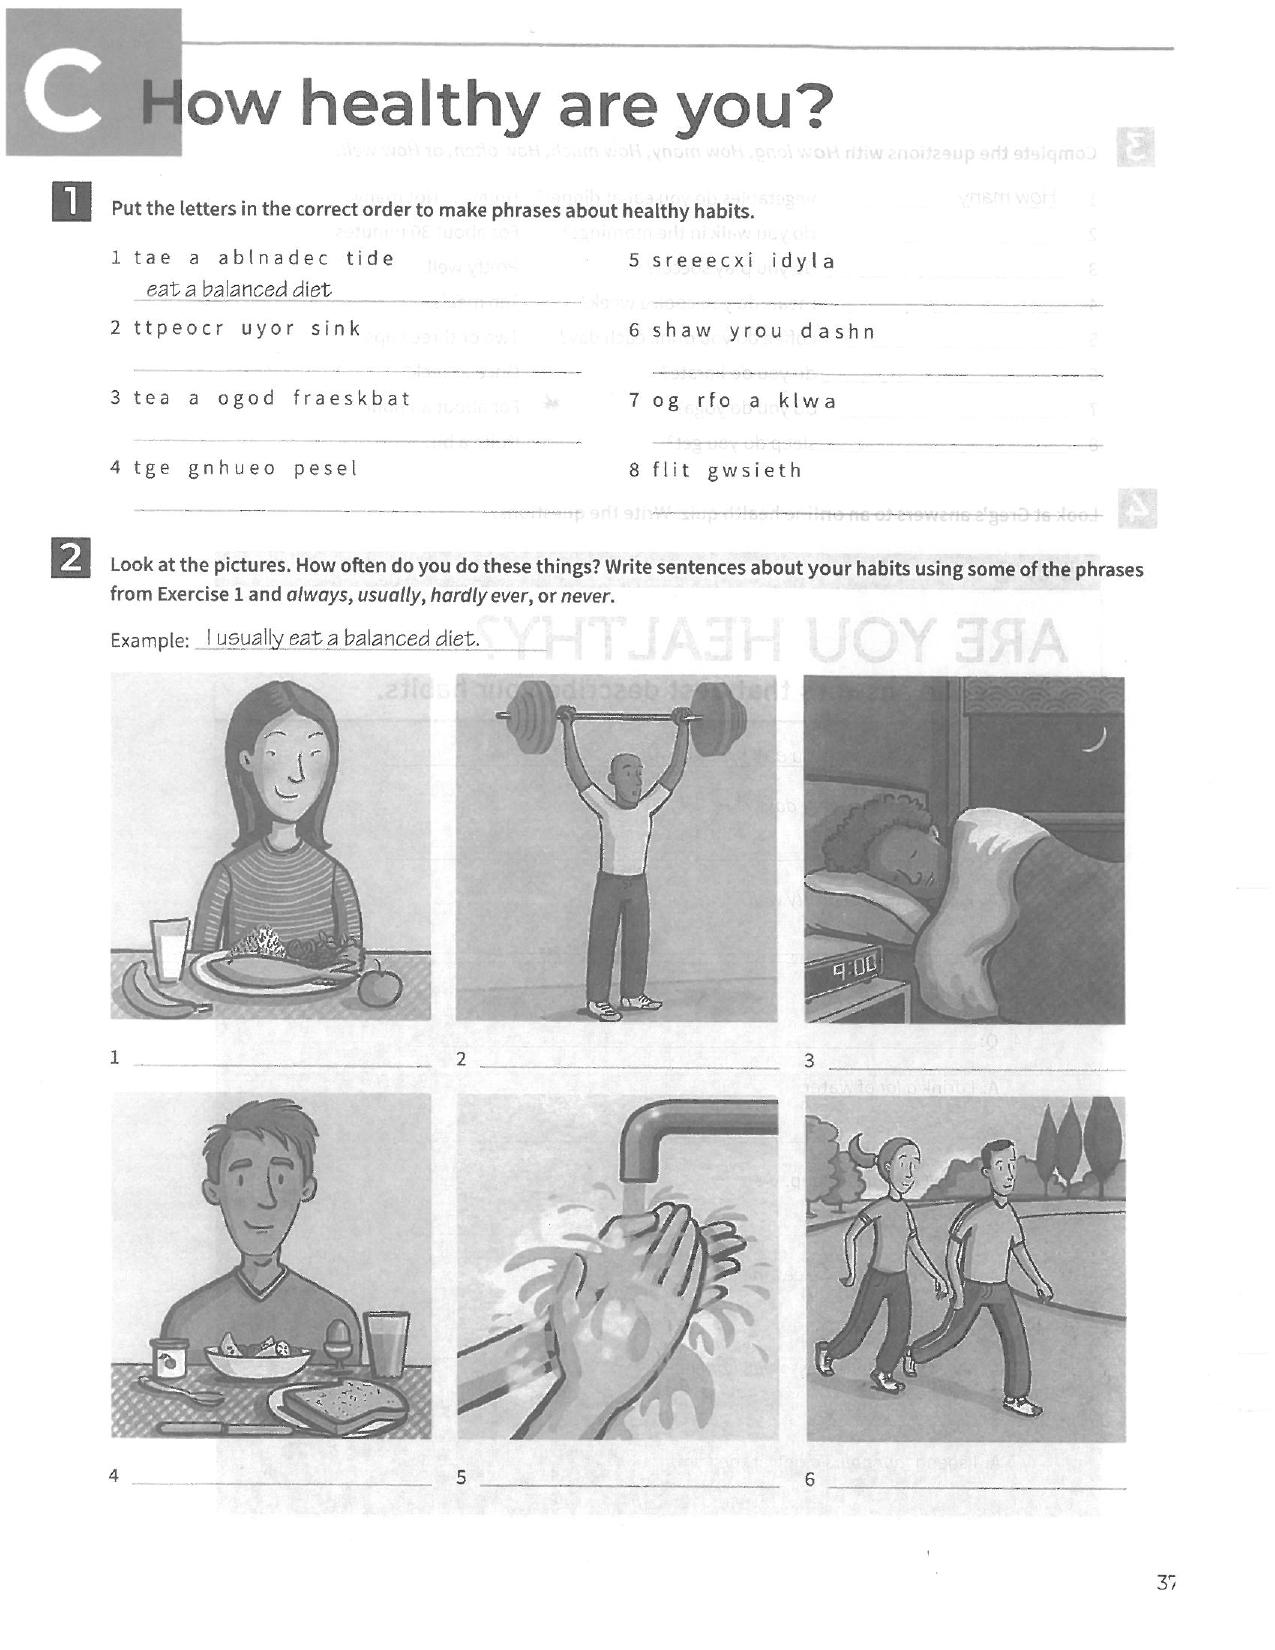 C How healthy are you?
1 Put the letters in the correct order to make phrases about healthy habits.
1 tae a ablnadec tide
eat a balanced diet
2 ttpeocr uyor sink
3 tea a ogod fraeskbat
4 tge gnhueo pesel
5 sreeecxi idyla
6 shaw yrou dashn
7 og rfo a klwa
8 flit gwsieth
2 Look at the pictures. How often do you do these things? Write sentences about your habits using some of the phrases
from Exercise 1 and always, usually, hardly ever, or never.
Example: I usually eat a balanced diet.
9:00
1
2
3
4
5
6
37